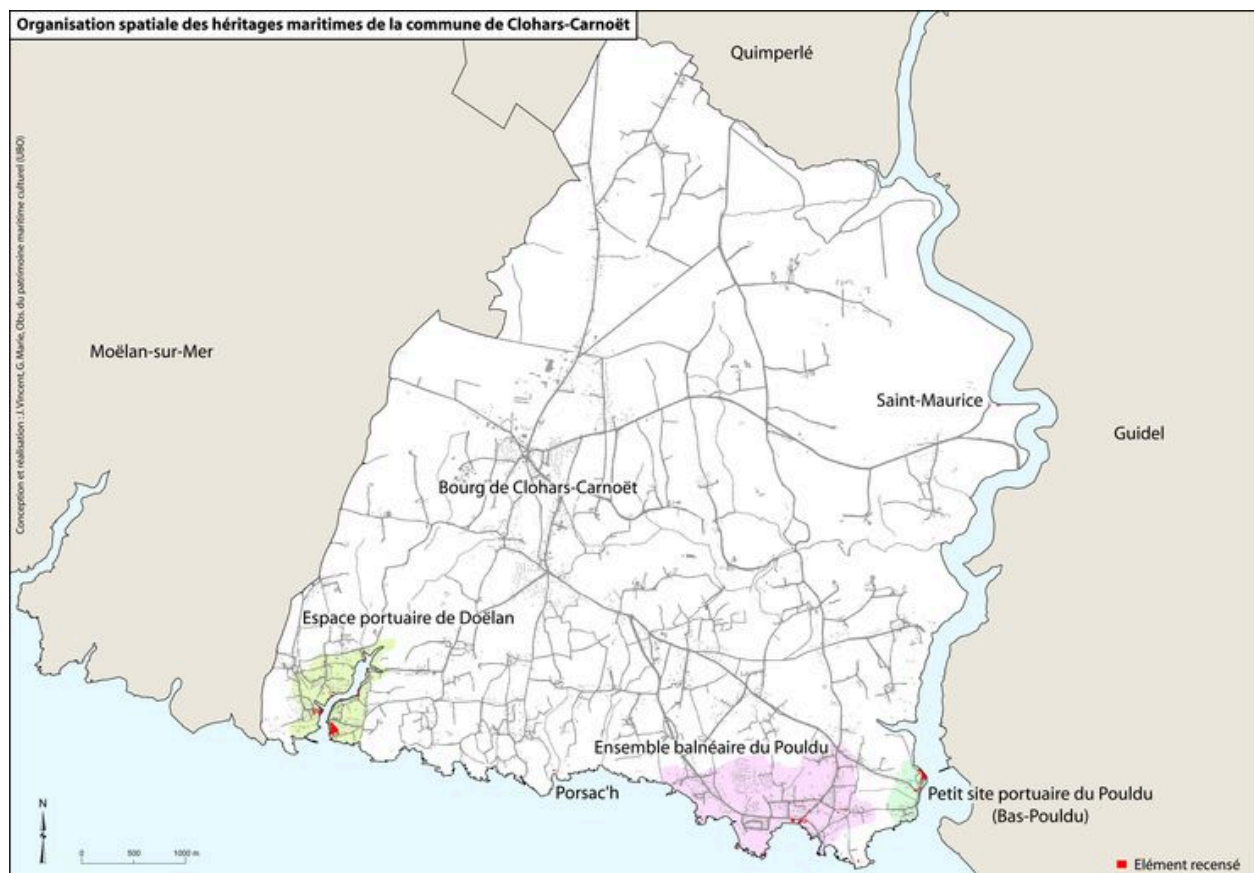 Organisation spatiale des héritages maritimes de la commune de Clohars-Carnoët
Quimperlé
Conception et réalisation : J. Vincent, G. Marie, Obs. du patrimoine maritime culturel (UBO)
Moëlan-sur-Mer
Saint-Maurice
Guidel
Bourg de Clohars-Carnoët
Espace portuaire de Doëlan
Ensemble balnéaire du Pouldu
Porsac'h
Petit site portuaire du Pouldu
(Bas-Pouldu)
N
0 500 1000 m
Elément recensé